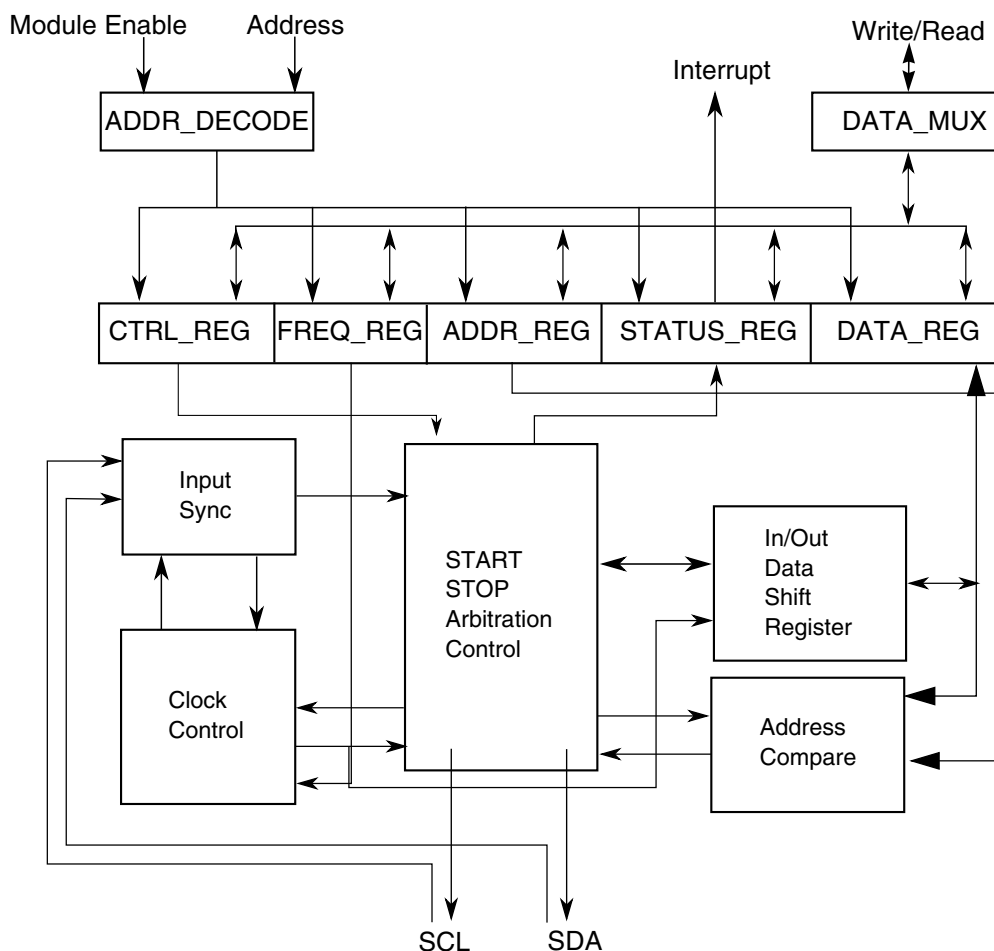 Module Enable
Address
Write/Read
Interrupt
ADDR_DECODE
DATA_MUX
CTRL_REG
FREQ_REG
ADDR_REG
STATUS_REG
DATA_REG
Input
Sync
START
STOP
Arbitration
Control
In/Out
Data
Shift
Register
Clock
Control
Address
Compare
SCL
SDA